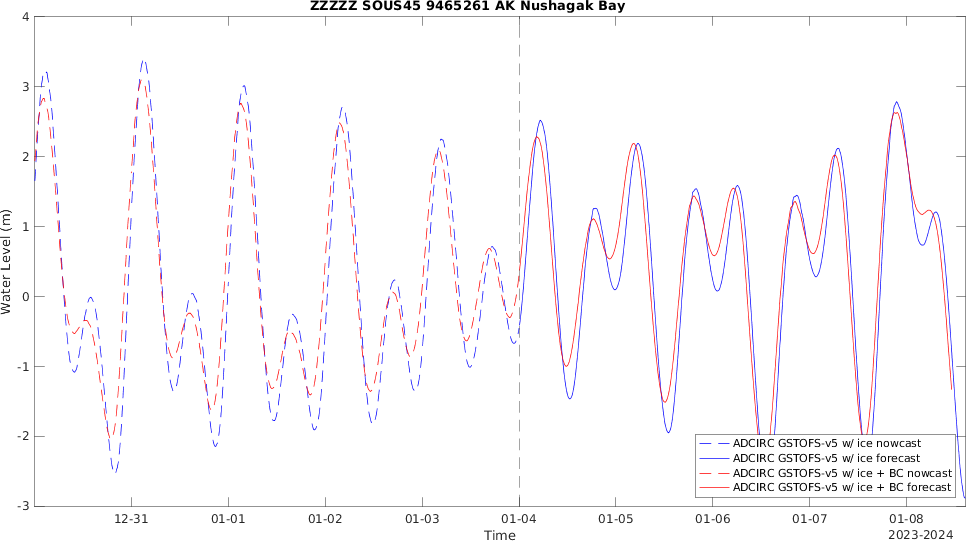 ZZZZZ SOUS45 9465261 AK Nushagak Bay
4
3
2
1
0
-1
-2
-3
Water Level (m)
12-31
01-01
01-02
01-03
01-04
01-05
01-06
01-07
01-08
Time
2023-2024
ADCIRC GSTOFS-v5 w/ ice nowcast
ADCIRC GSTOFS-v5 w/ ice forecast
ADCIRC GSTOFS-v5 w/ ice + BC nowcast
ADCIRC GSTOFS-v5 w/ ice + BC forecast